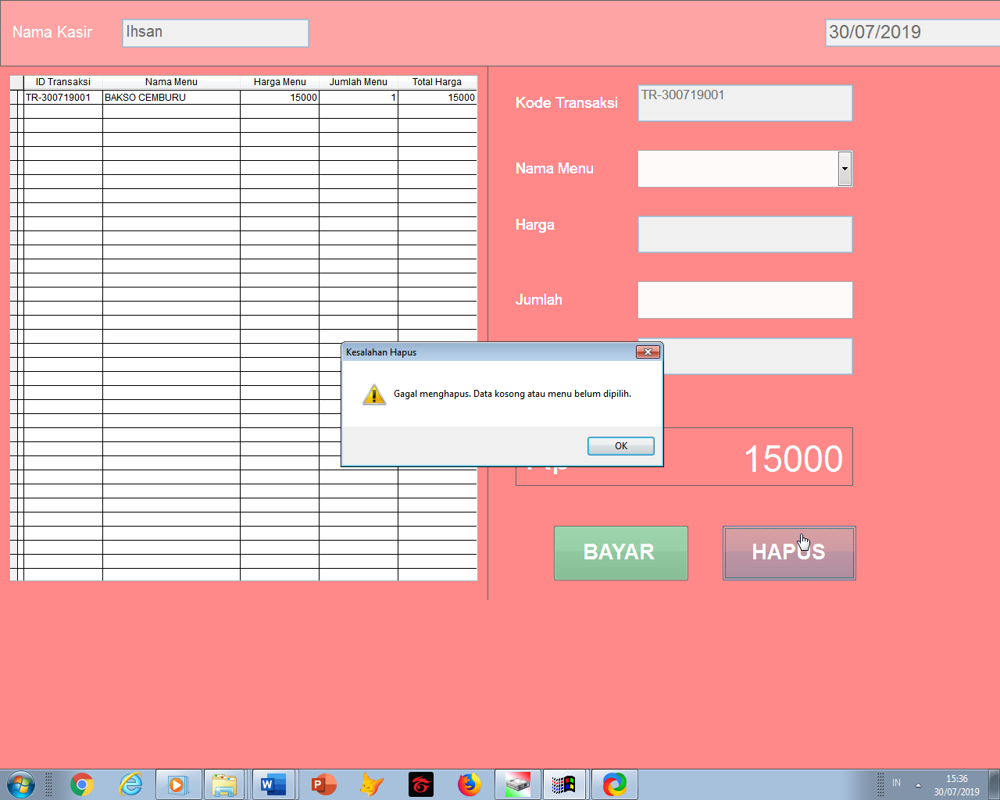 Nama Kasir
Ihsan
30/07/2019
ID Transaksi Nama Menu Harga Menu Jumlah Menu Total Harga
TR-300719001 BAKSO CEMBURU 15000 1 15000
Kode Transaksi
TR-300719001
Nama Menu
Harga
Jumlah
Kesalahan Hapus
Gagal menghapus. Data kosong atau menu belum dipilih.
OK
15000
BAYAR
HAPUS
IN
15:36
30/07/2019